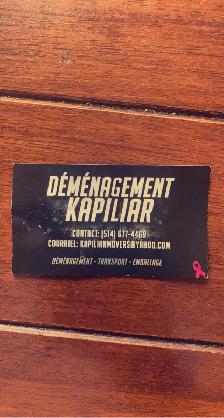 DÉMÉNAGEMENT
KAPILIAR
CONTACT: (514) 677-4469
COURRIEL: KAPILIARMOVERS@YAHOO.COM
DÉMÉNAGEMENT - TRANSPORT - EMBALLAGE